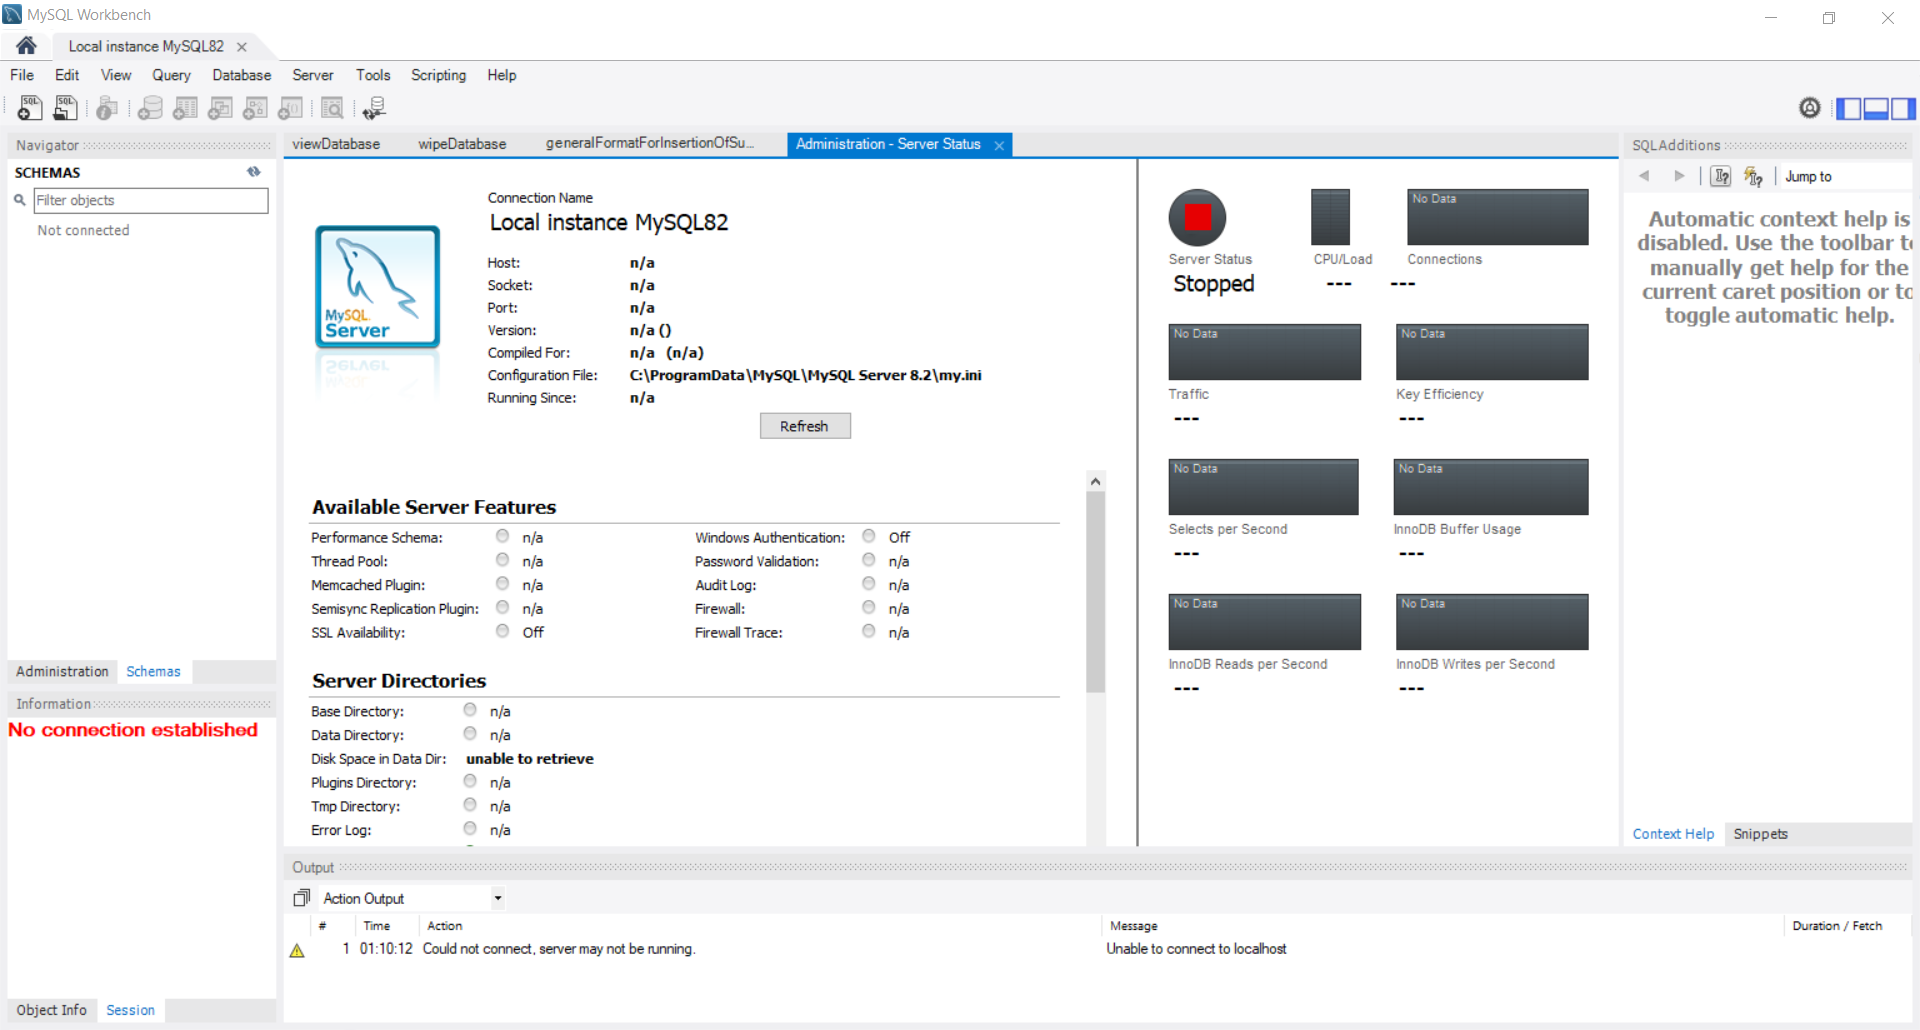 MySQL Workbench
Local instance MySQL82
File Edit View Query Database Server Tools Scripting Help
SQL SQL
Navigator
SCHEMAS
Filter objects
Not connected
Administration Schemas
Information
No connection established
Object Info Session
viewDatabase wipeDatabase generalFormatForInsertionOfSu... Administration - Server Status
Connection Name
Local instance MySQL82
MySQL
Server
Host: n/a
Socket: n/a
Port: n/a
Version: n/a ()
Compiled For: n/a (n/a)
Configuration File: C:\ProgramData\MySQL\MySQL Server 8.2\my.ini
Running Since: n/a
Refresh
Available Server Features
Performance Schema: n/a Windows Authentication: Off
Thread Pool: n/a Password Validation: n/a
Memcached Plugin: n/a Audit Log: n/a
Semisync Replication Plugin: n/a Firewall: n/a
SSL Availability: Off Firewall Trace: n/a
Server Directories
Base Directory: n/a
Data Directory: n/a
Disk Space in Data Dir: unable to retrieve
Plugins Directory: n/a
Tmp Directory: n/a
Error Log: n/a
No Data
Server Status CPU/Load Connections
Stopped --- ---
No Data No Data
Traffic Key Efficiency
--- ---
No Data No Data
Selects per Second InnoDB Buffer Usage
--- ---
No Data No Data
InnoDB Reads per Second InnoDB Writes per Second
--- ---
SQLAdditions
Jump to
Automatic context help is
disabled. Use the toolbar to
manually get help for the
current caret position or to
toggle automatic help.
Context Help Snippets
Output
Action Output
# Time Action Message Duration / Fetch
1 01:10:12 Could not connect, server may not be running. Unable to connect to localhost